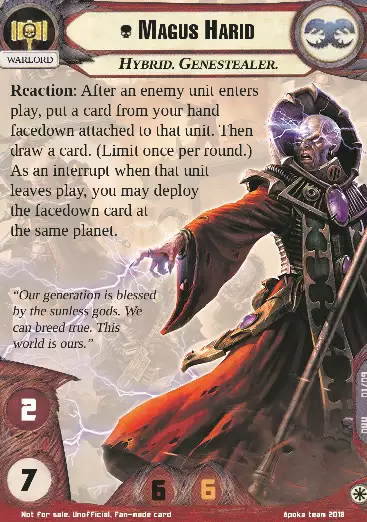 Magus Harid
WARLORD
Hybrid. Genestealer.
Reaction: After an enemy unit enters
play, put a card from your hand
facedown attached to that unit. Then
draw a card. (Limit once per round.)
As an interrupt when that unit
leaves play, you may deploy
the facedown card at
the same planet.
“Our generation is blessed
by the sunless gods. We
can breed true. This
world is ours.”
2
7
6 6
Not for sale. Unofficial, fan-made card
Apoka team 2018